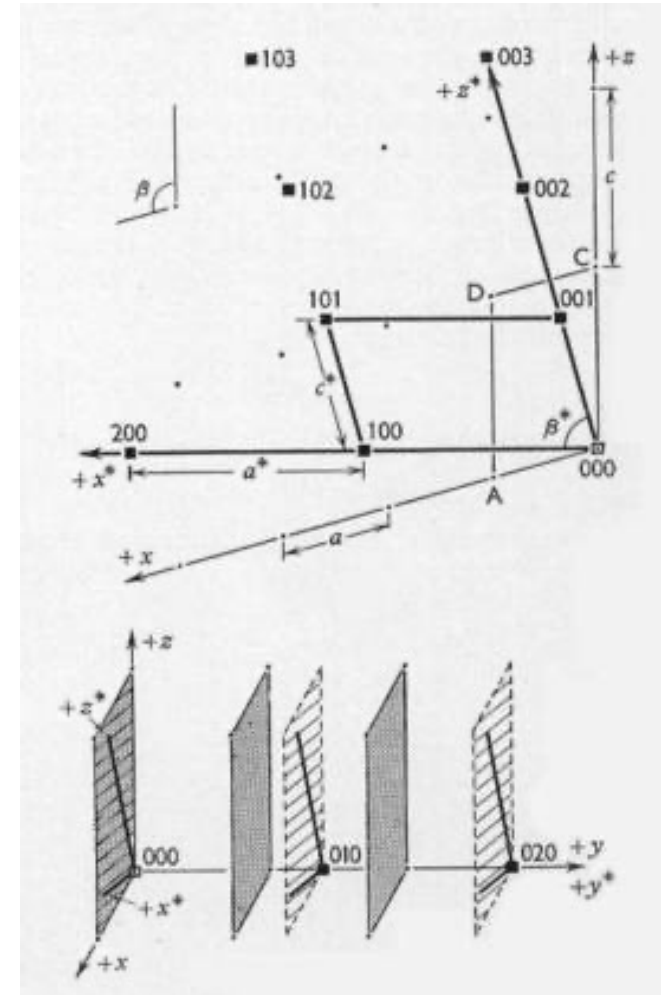 103
003
+z
+z*
β
102
002
c
C
D
101
001
c*
β*
200
100
000
+x*
a*
A
+x
a
+z
+z*
000
010
020
+y
+y*
+x*
+x